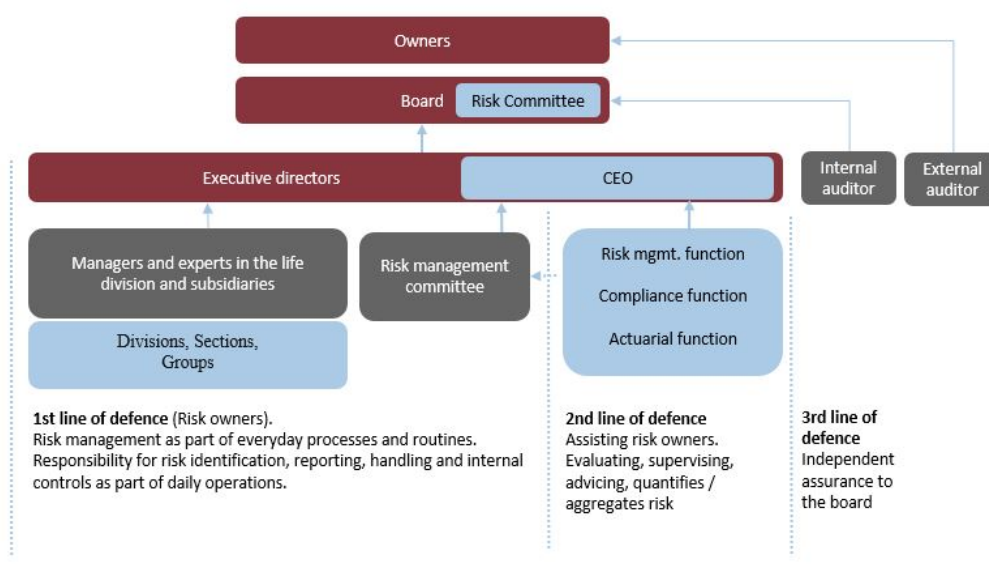 Owners
Board
Risk Committee
Executive directors
CEO
Internal
auditor
External
auditor
Managers and experts in the life
division and subsidiaries
Risk management
committee
Risk mgmt. function
Compliance function
Actuarial function
Divisions, Sections,
Groups
1st line of defence (Risk owners).
Risk management as part of everyday processes and routines.
Responsibility for risk identification, reporting, handling and internal
controls as part of daily operations.
2nd line of defence
Assisting risk owners.
Evaluating, supervising,
advicing, quantifies /
aggregates risk
3rd line of
defence
Independent
assurance to
the board